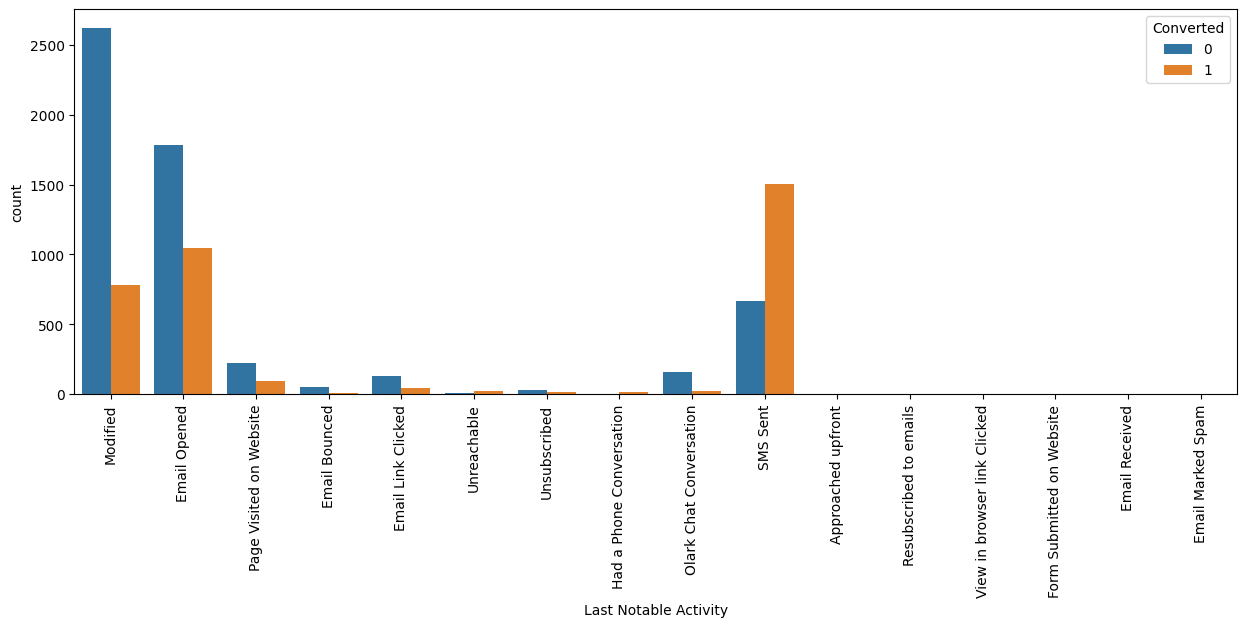 Converted
0
1
2500
2000
1500
1000
500
0
count
Modified
Email Opened
Page Visited on Website
Email Bounced
Email Link Clicked
Unreachable
Unsubscribed
Had a Phone Conversation
Olark Chat Conversation
SMS Sent
Approached upfront
Resubscribed to emails
View in browser link Clicked
Form Submitted on Website
Email Received
Email Marked Spam
Last Notable Activity